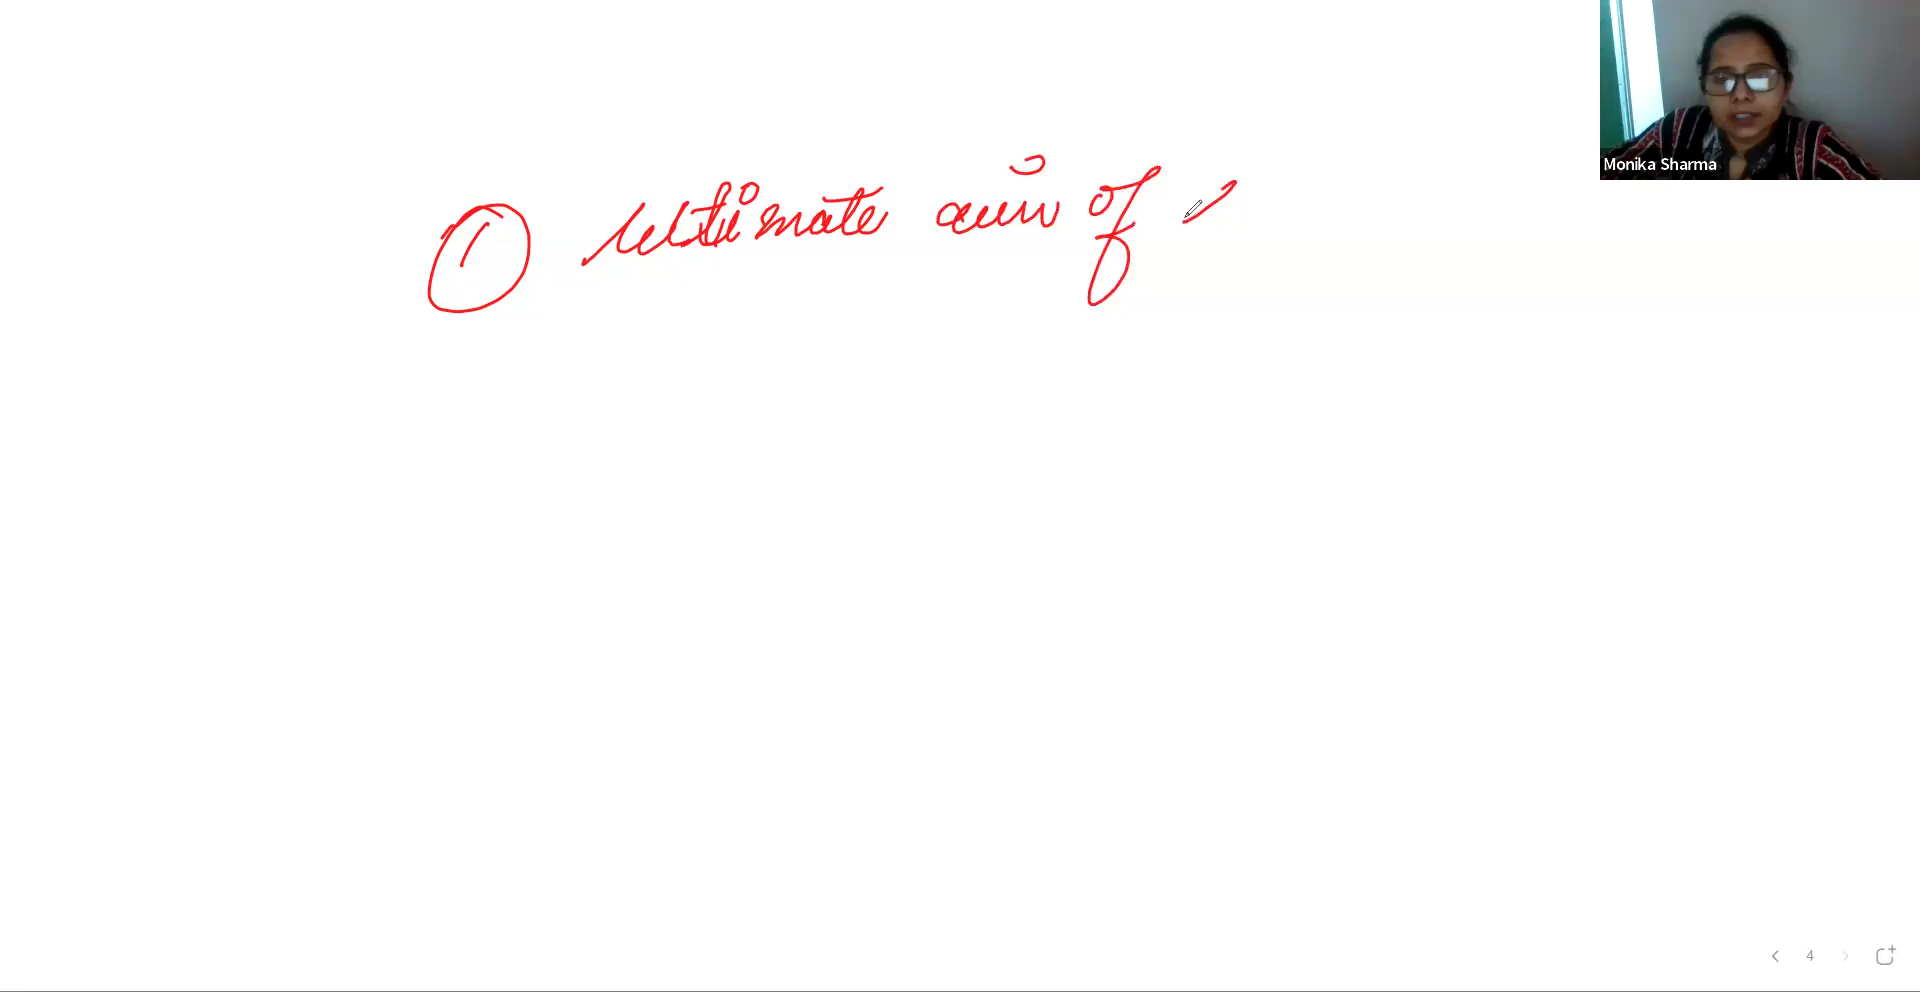 Monika Sharma
① ultimate aim of
4